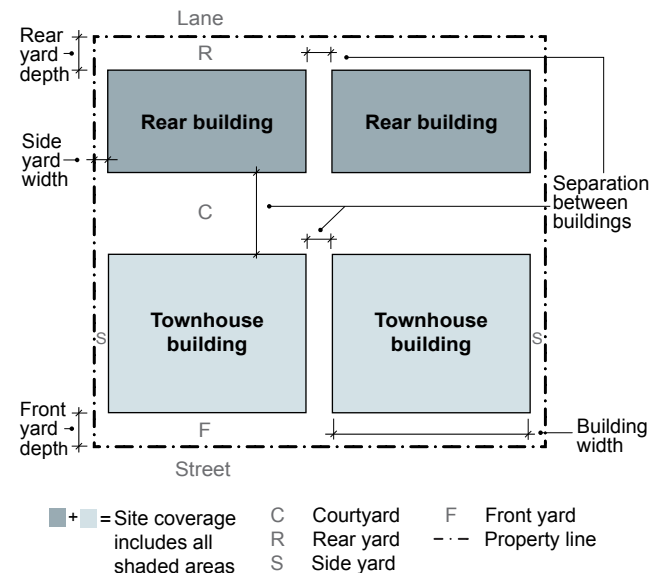 Lane
Rear
yard
depth
R
Rear building
Rear building
Side
yard
width
Separation
between
buildings
C
Townhouse
building
Townhouse
building
S
S
Front
yard
depth
F
Building
width
Street
+ = Site coverage
includes all
shaded areas
C Courtyard
R Rear yard
S Side yard
F Front yard
Property line